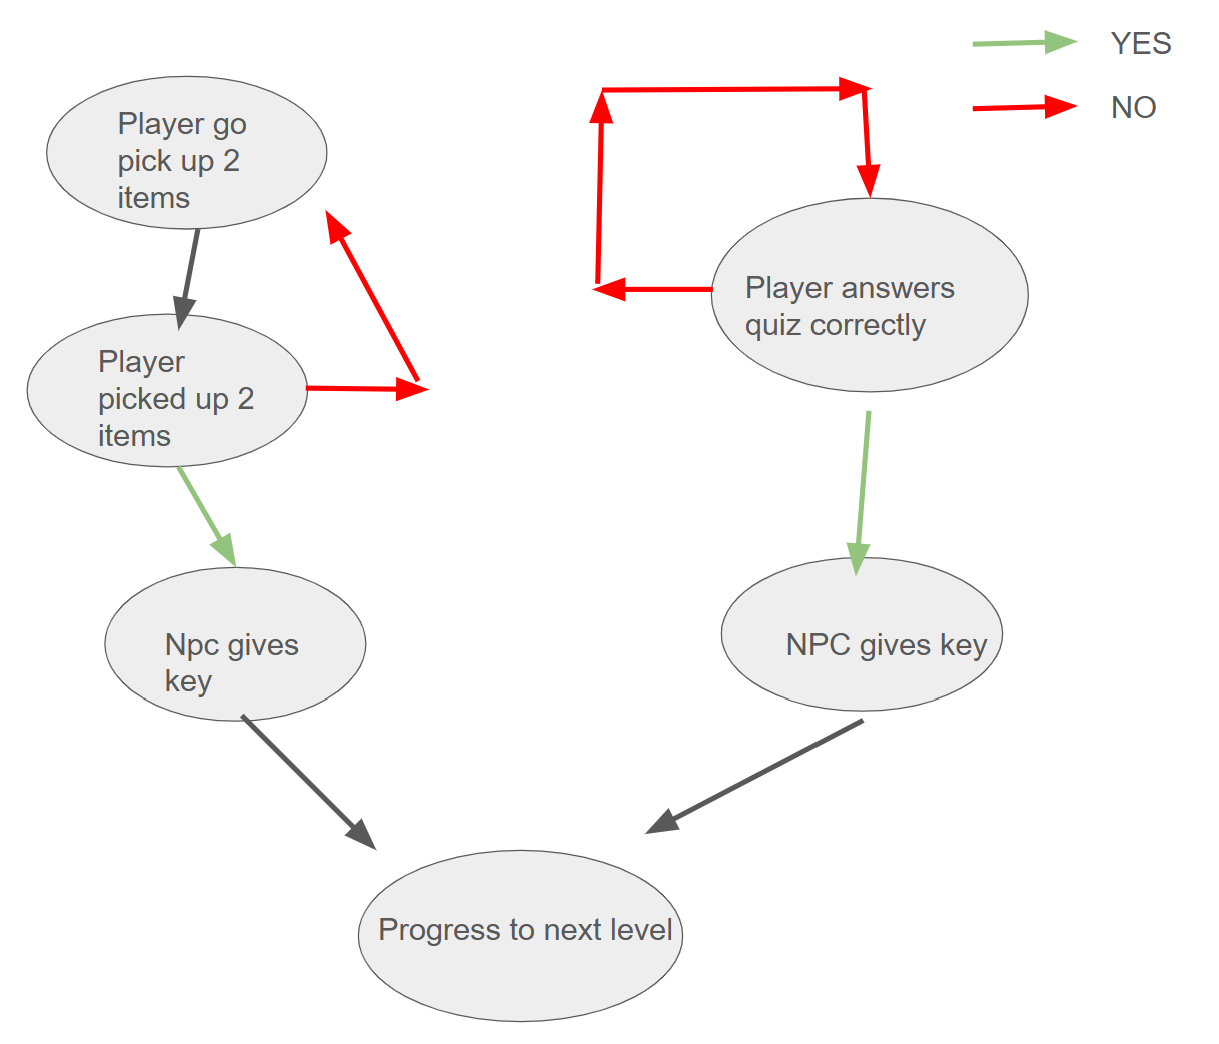 YES
NO
Player go
pick up 2
items
Player
picked up 2
items
Npc gives
key
Player answers
quiz correctly
NPC gives key
Progress to next level